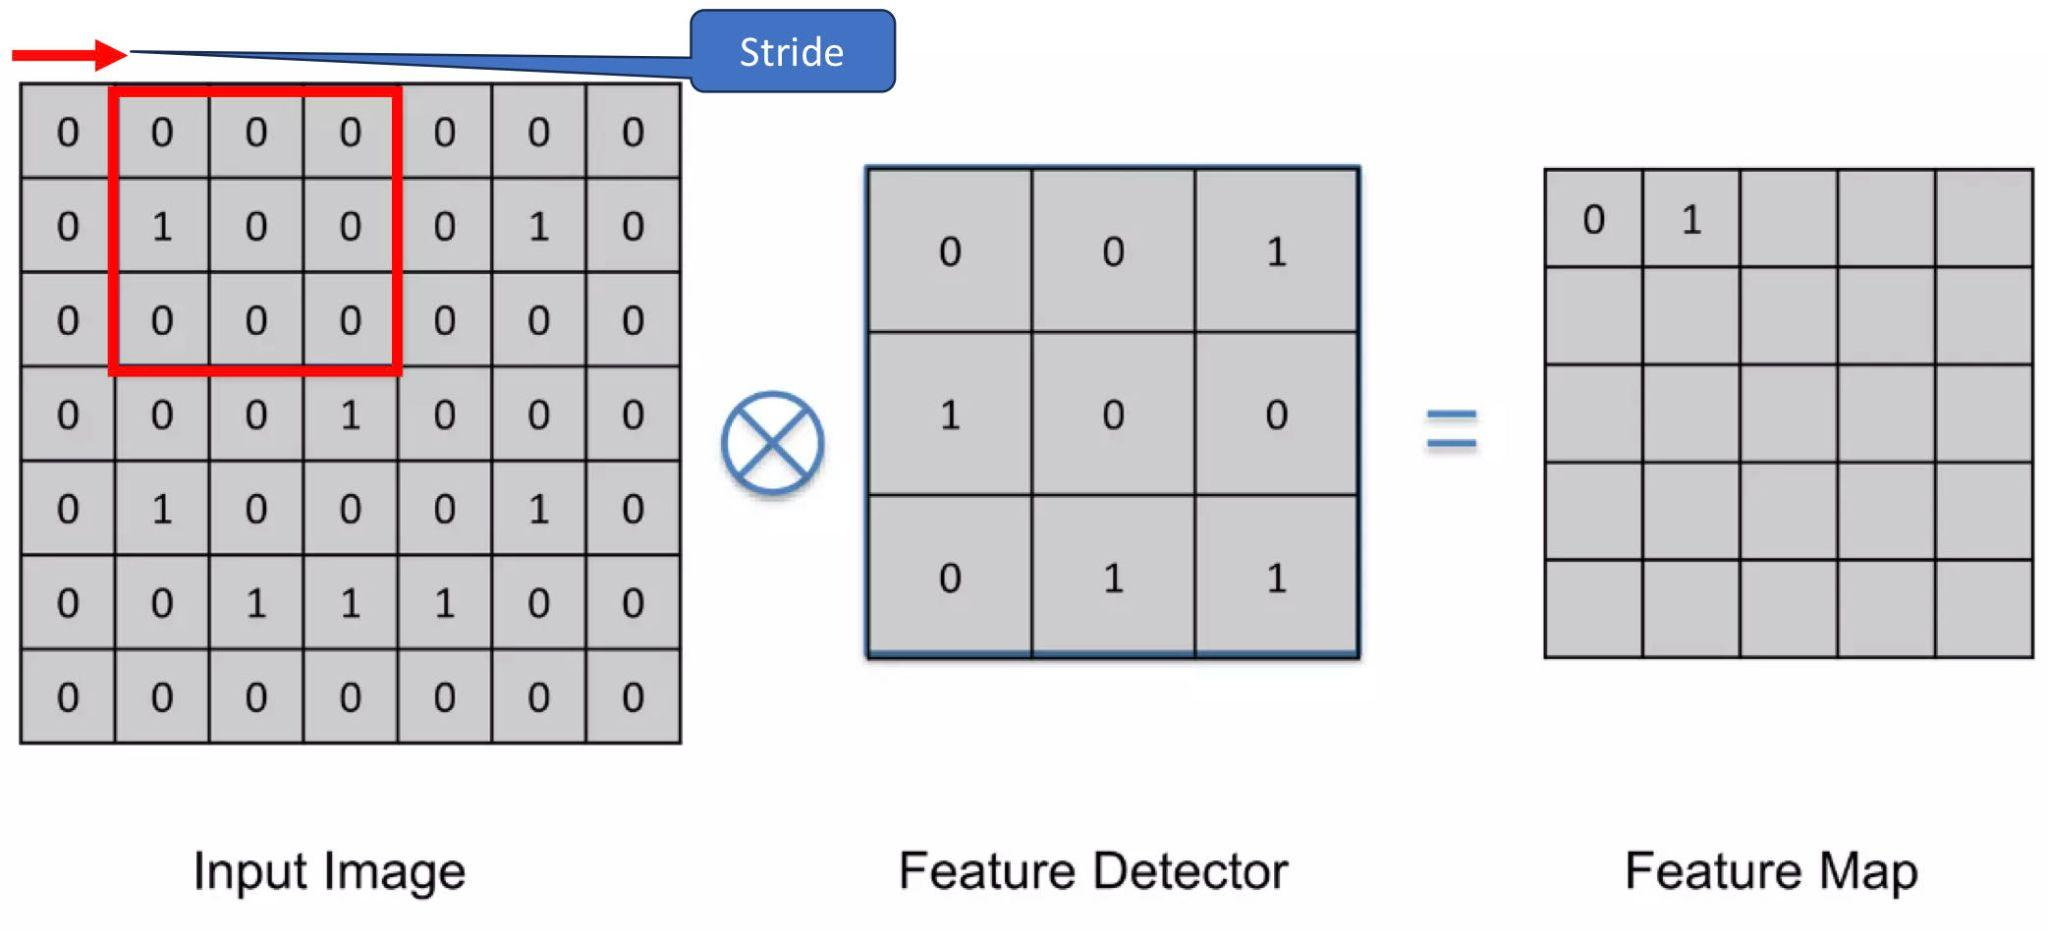 Stride
0 0 0 0 0 0 0
0 1 0 0 0 1 0
0 0 0 0 0 0 0
0 0 0 1 0 0 0
0 1 0 0 0 1 0
0 0 1 1 1 0 0
0 0 0 0 0 0 0
0 0 1
1 0 0
0 1 1
=
0 1
Input Image
Feature Detector
Feature Map